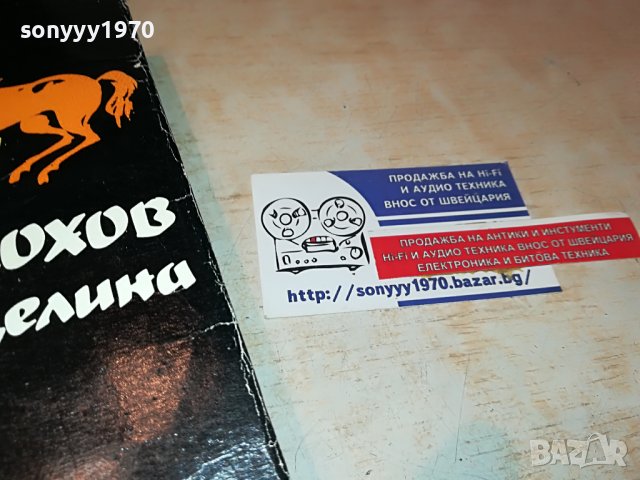 sonyyy1970
ОХОВ
елина
ПРОДАЖБА НА Hi-Fi
И АУДИО ТЕХНИКА
ВНОС ОТ ШВЕЙЦАРИЯ
ПРОДАЖБА НА АНТИКИ И ИНСТУМЕНТИ
Hi-Fi И АУДИО ТЕХНИКА ВНОС ОТ ШВЕЙЦАРИЯ
ЕЛЕКТРОНИКА И БИТОВА ТЕХНИКА
http://sonyyy1970.bazar.bg/
BAZAR